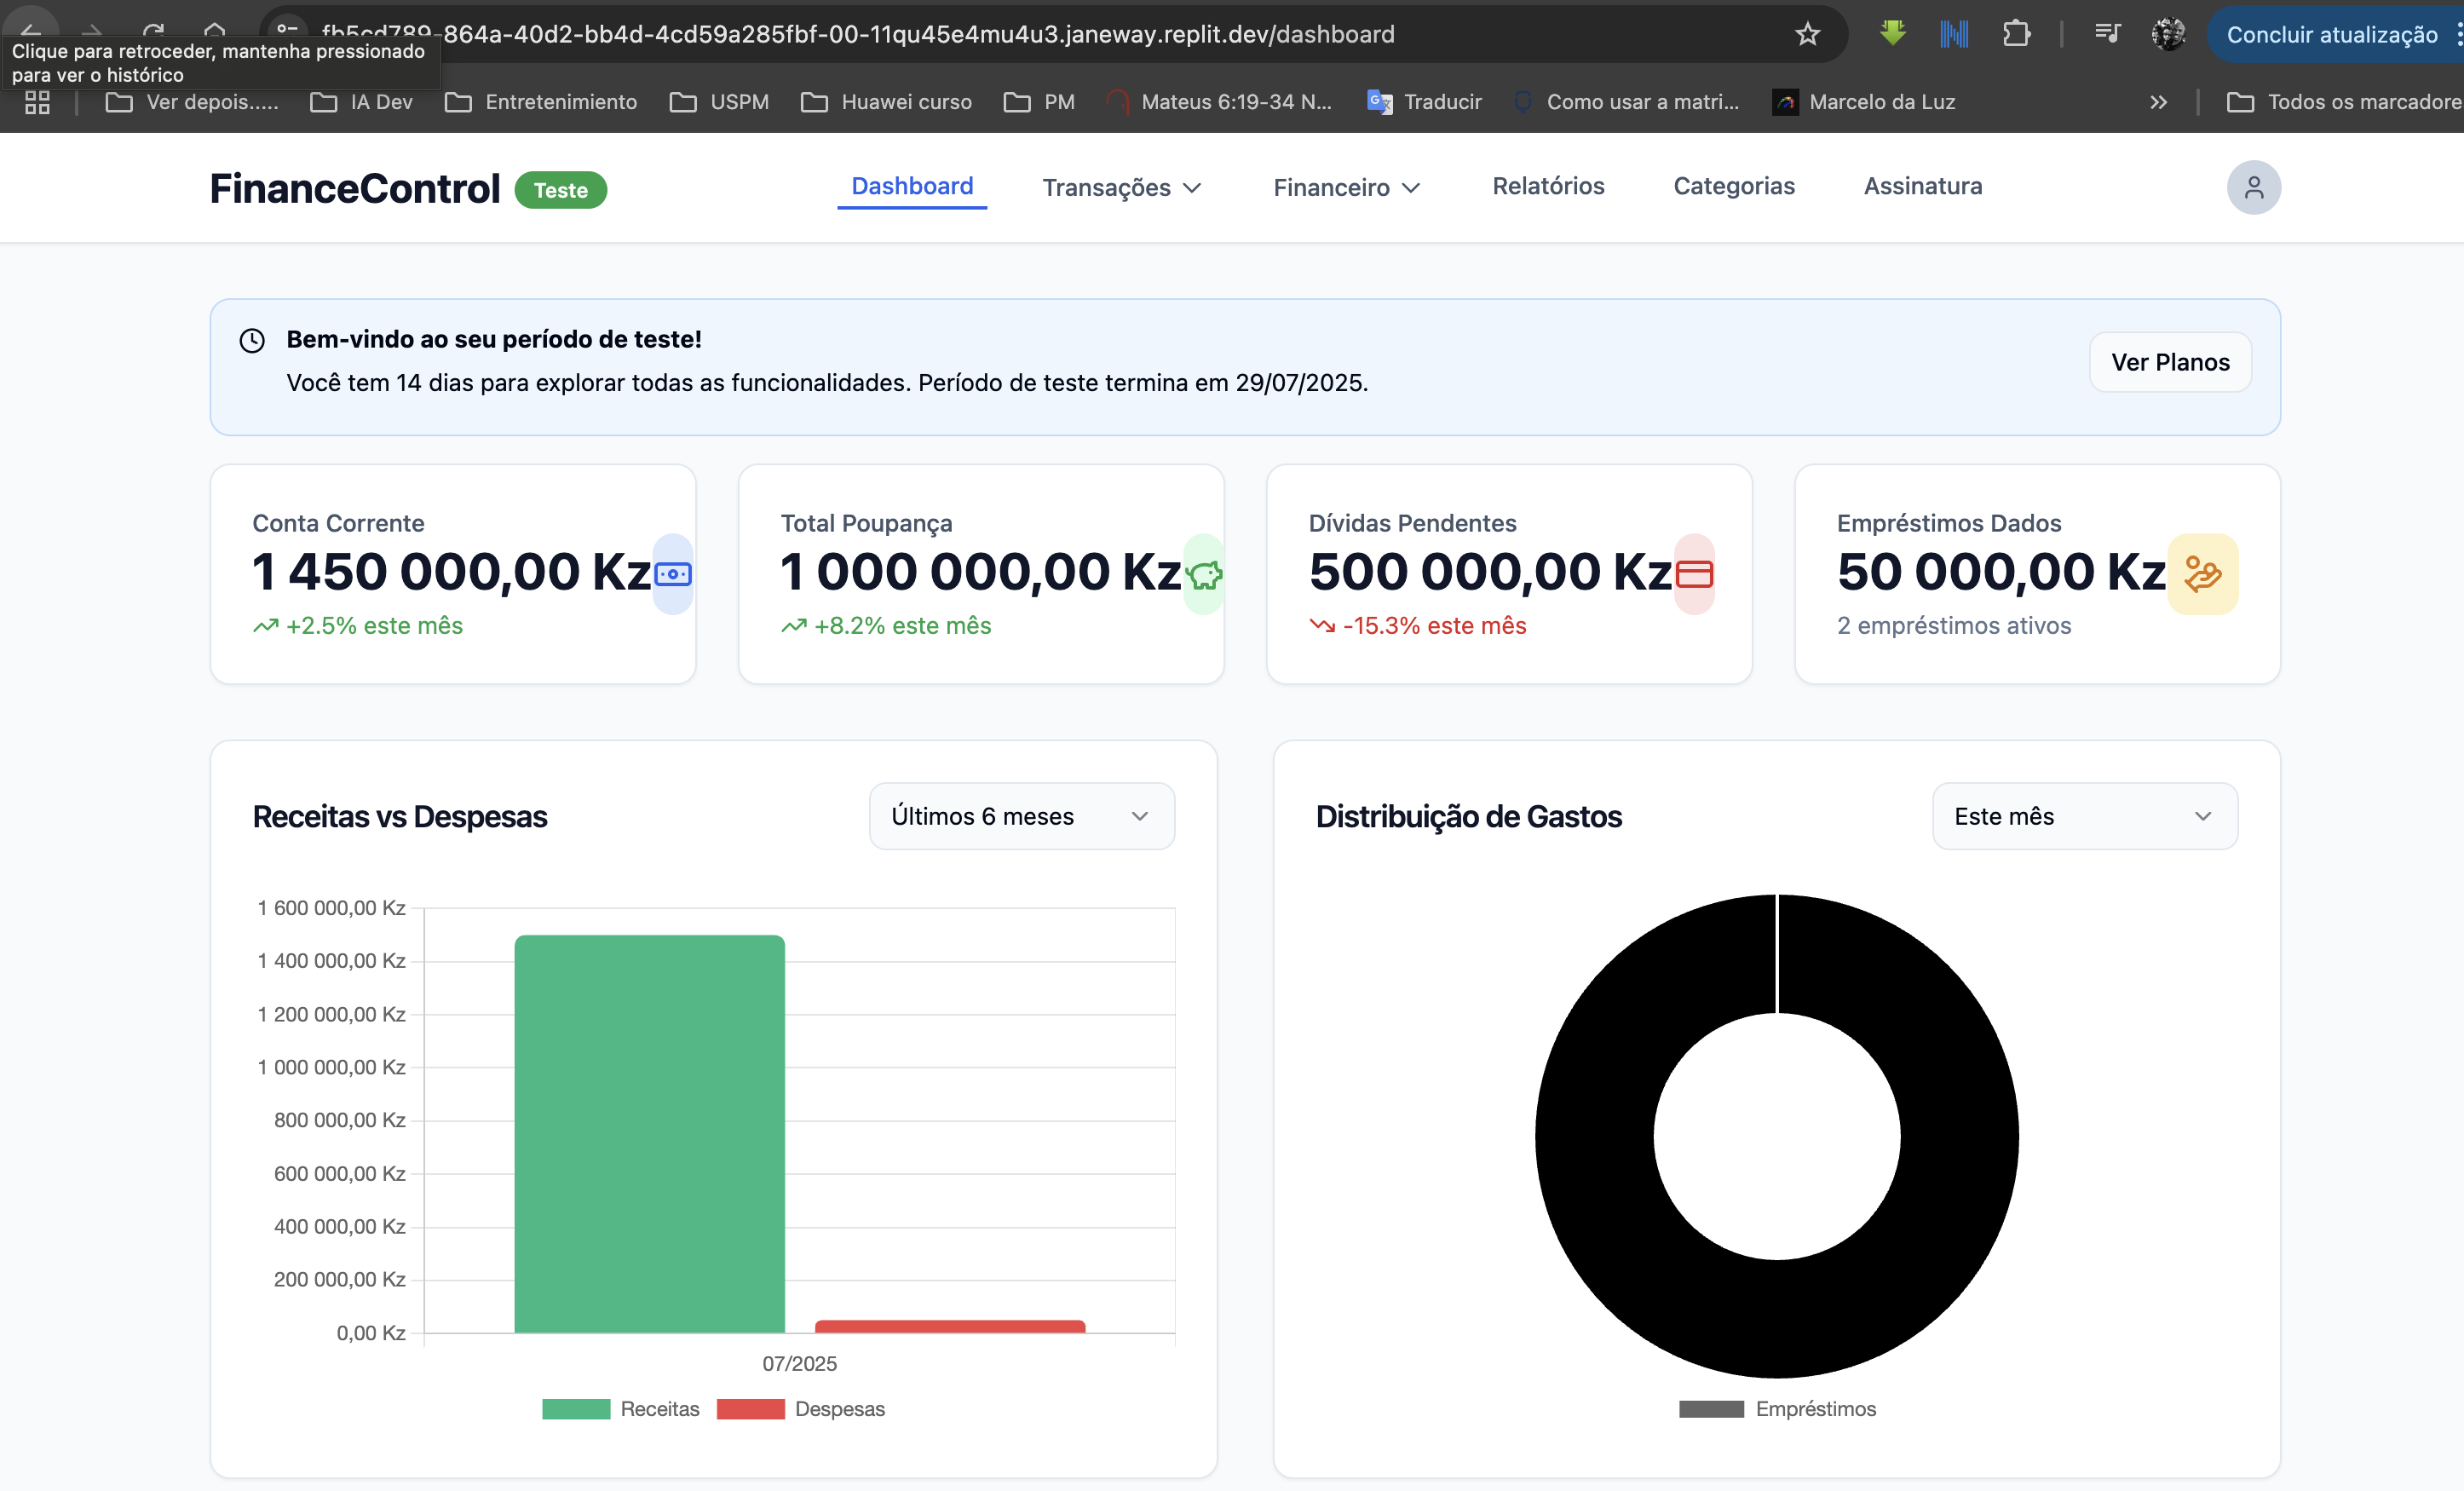 fb5cd789-864a-40d2-bb4d-4cd59a285fbf-00-11qu45e4mu4u3.janeway.replit.dev/dashboard
Concluir atualização
Clique para retroceder, mantenha pressionado
para ver o histórico
Ver depois.....
IA Dev
Entretenimiento
USPM
Huawei curso
PM
Mateus 6:19-34 N...
Traducir
Como usar a matri...
Marcelo da Luz
Todos os marcadore
FinanceControl
Teste
Dashboard
Transações
Financeiro
Relatórios
Categorias
Assinatura
Bem-vindo ao seu período de teste!
Você tem 14 dias para explorar todas as funcionalidades. Período de teste termina em 29/07/2025.
Ver Planos
Conta Corrente
1 450 000,00 Kz
+2.5% este mês
Total Poupança
1 000 000,00 Kz
+8.2% este mês
Dívidas Pendentes
500 000,00 Kz
-15.3% este mês
Empréstimos Dados
50 000,00 Kz
2 empréstimos ativos
Receitas vs Despesas
Últimos 6 meses
1 600 000,00 Kz
1 400 000,00 Kz
1 200 000,00 Kz
1 000 000,00 Kz
800 000,00 Kz
600 000,00 Kz
400 000,00 Kz
200 000,00 Kz
0,00 Kz
07/2025
Receitas
Despesas
Distribuição de Gastos
Este mês
Empréstimos